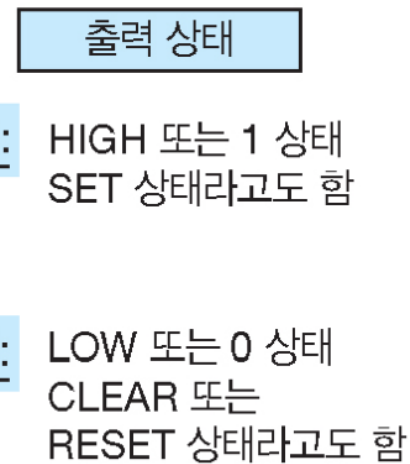 출력 상태
: HIGH 또는 1 상태
SET 상태라고도 함
: LOW 또는 0 상태
CLEAR 또는
RESET 상태라고도 함